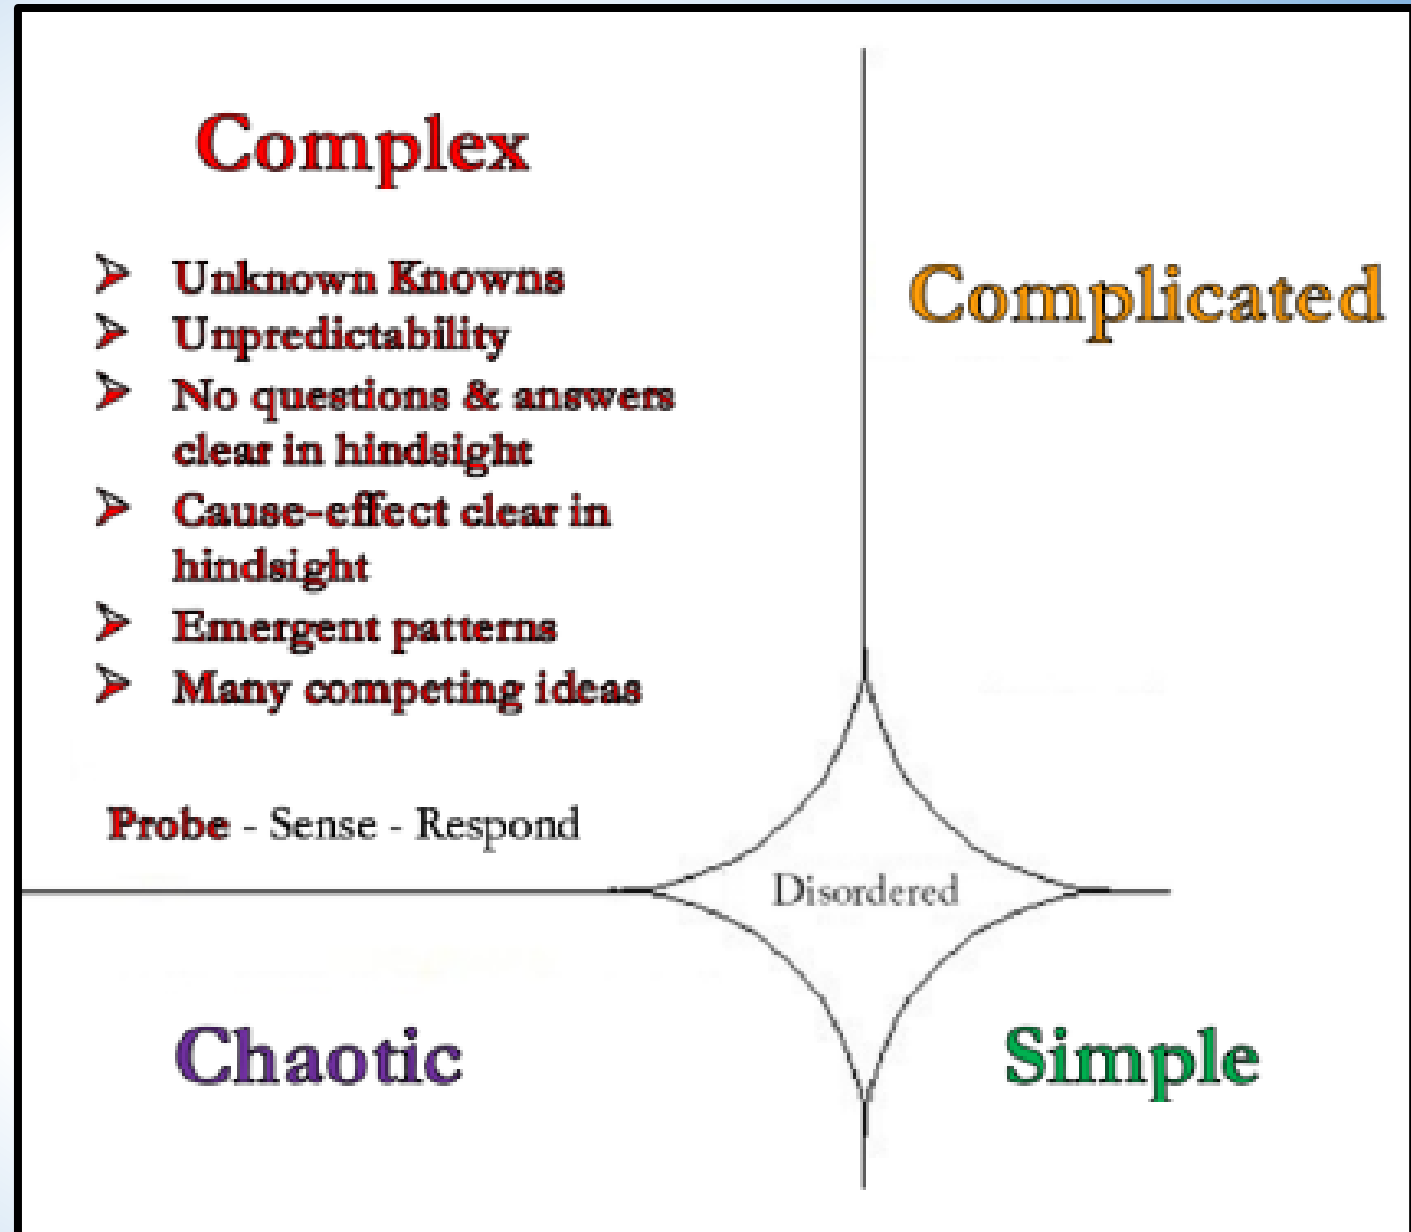 Complex
➢ Unknown Knowns
➢ Unpredictability
➢ No questions & answers
clear in hindsight
➢ Cause-effect clear in
hindsight
➢ Emergent patterns
➢ Many competing ideas
Probe - Sense - Respond
Complicated
Disordered
Chaotic
Simple